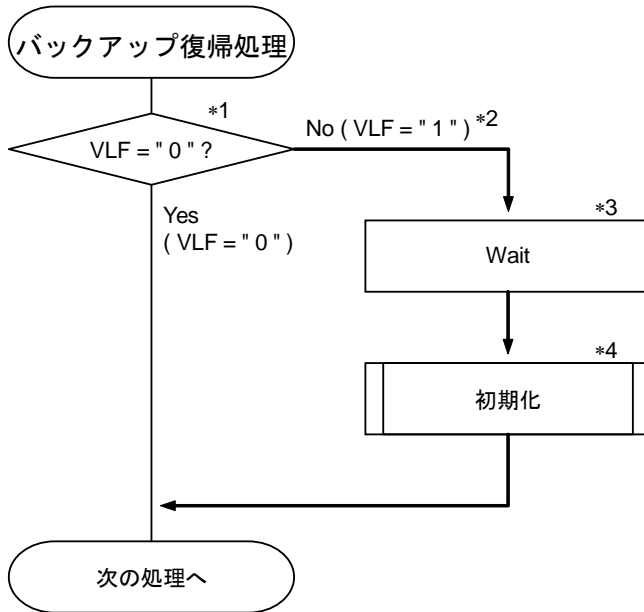 バックアップ復帰処理
*1
VLF = " 0 " ?
No ( VLF = " 1 " ) *2
Yes
( VLF = " 0 " )
*3
Wait
*4
初期化
次の処理へ